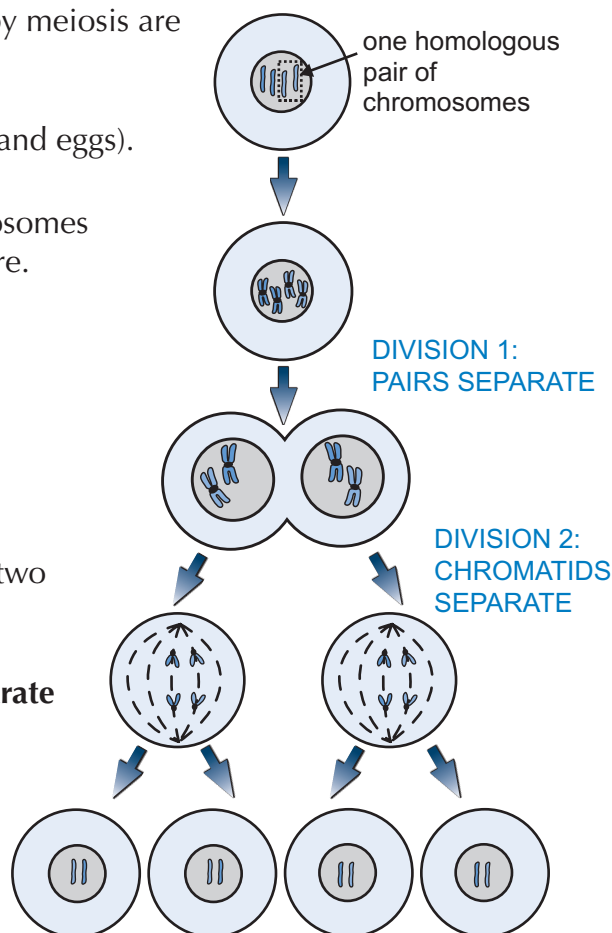 by meiosis are
one homologous
pair of
chromosomes
and eggs).
osomes
re.
DIVISION 1:
PAIRS SEPARATE
DIVISION 2:
CHROMATIDS
SEPARATE
two
rate